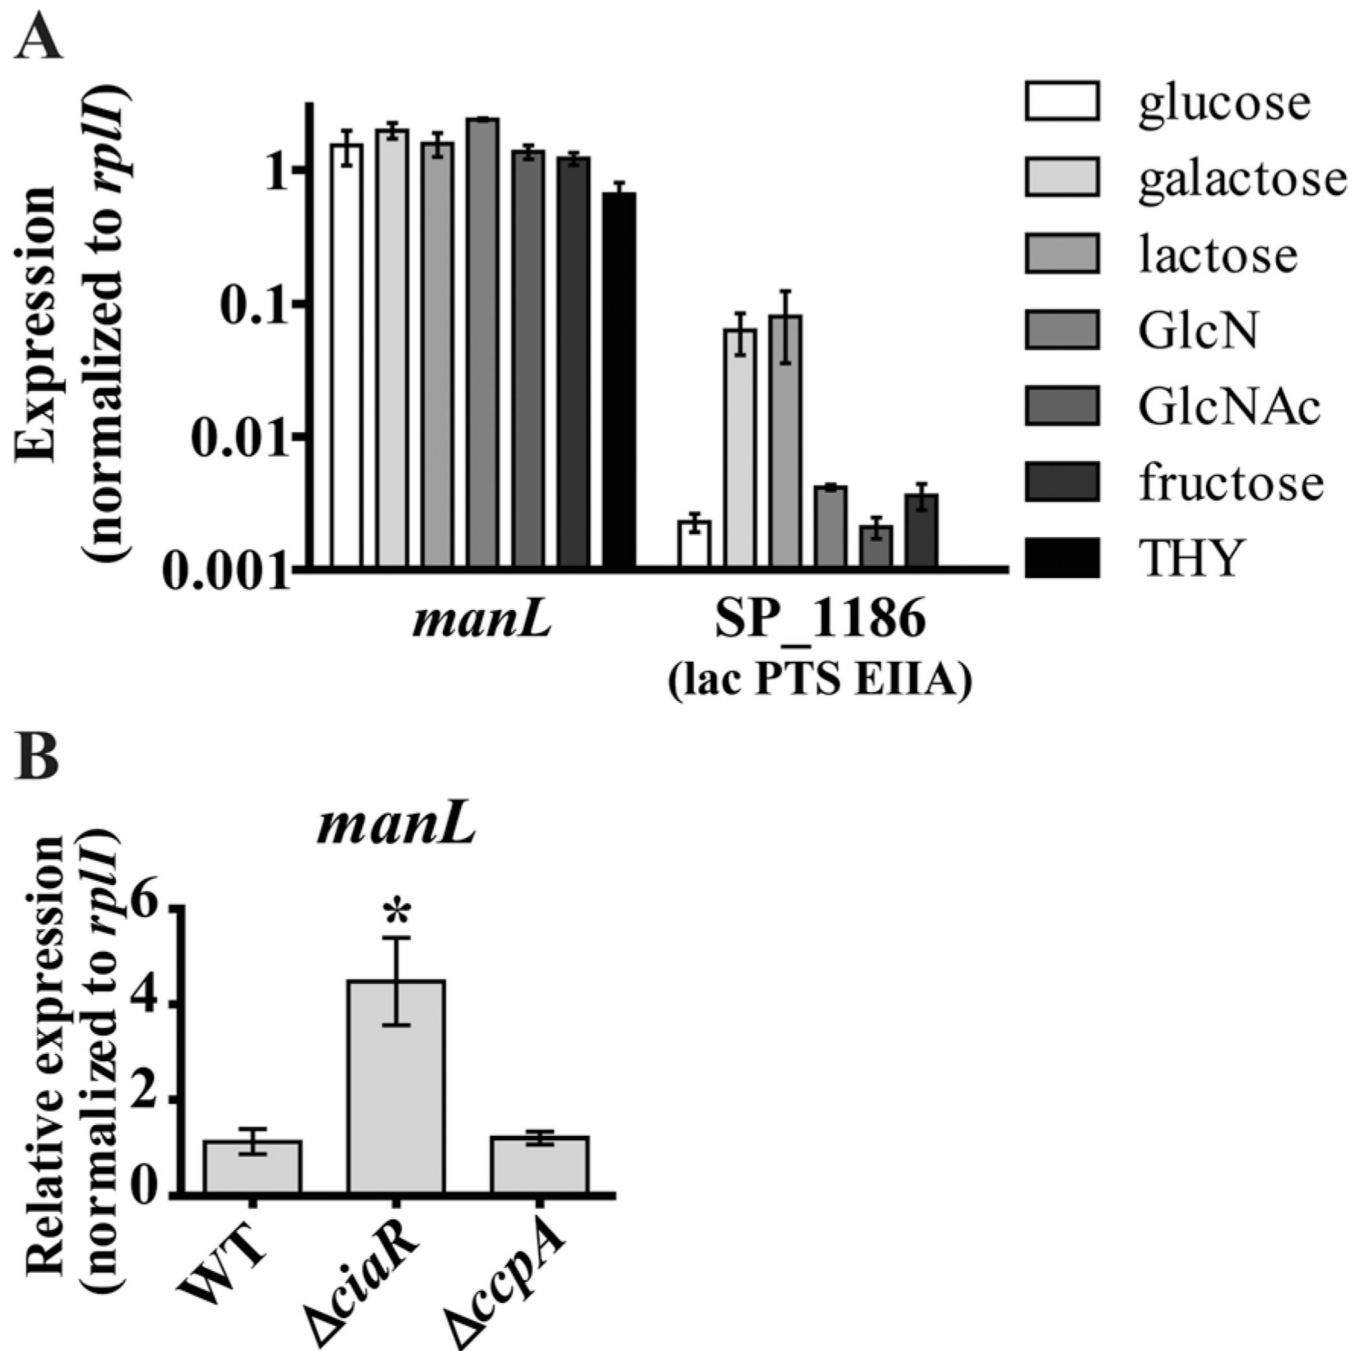 A
Expression
(normalized to rplI)
1
0.1
0.01
0.001
manL
SP_1186
(lac PTS EIIA)
glucose
galactose
lactose
GlcN
GlcNAc
fructose
THY
B
manL
Relative expression
(normalized to rplI)
6
4
2
0
*
WT
ΔciaR
ΔccpA